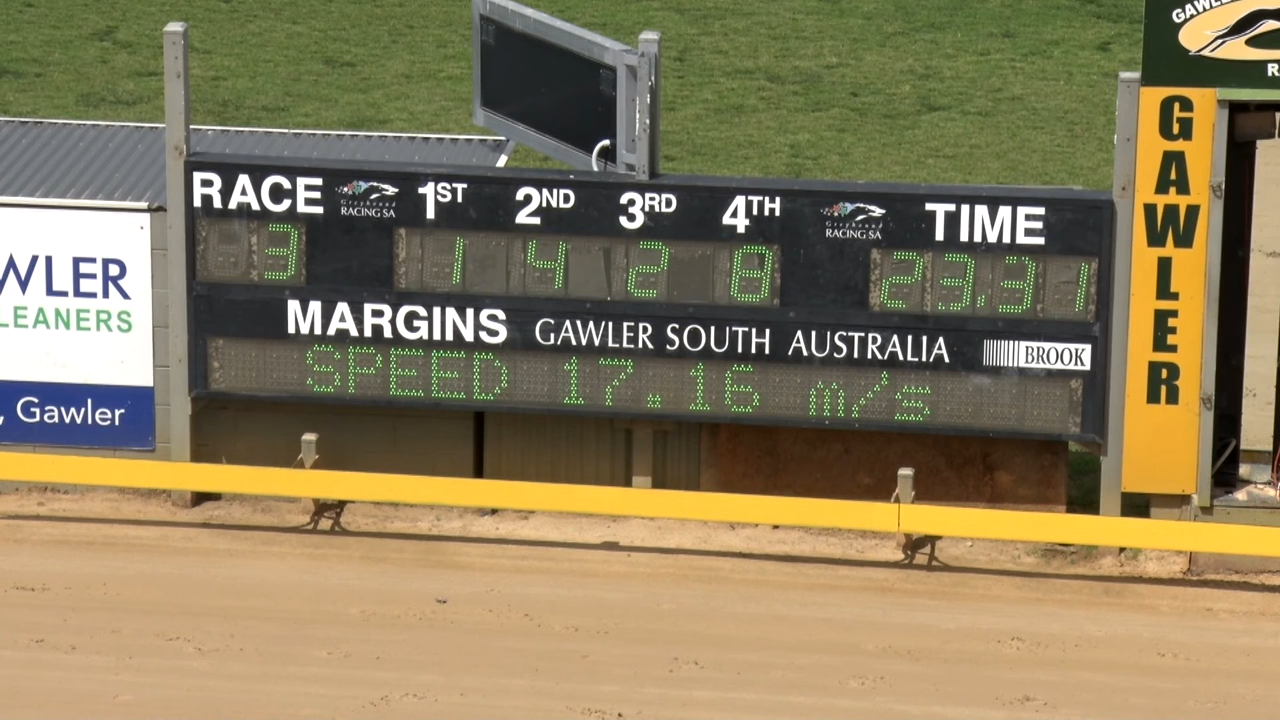 GAWLE
R
RACE Greyhound RACING SA 1ST 2ND 3RD 4TH Greyhound RACING SA TIME
3 1 4 2 8 23.31
MARGINS GAWLER SOUTH AUSTRALIA BROOK
SPEED 17.16 m/s
WLER
LEANERS
, Gawler
GAWLER